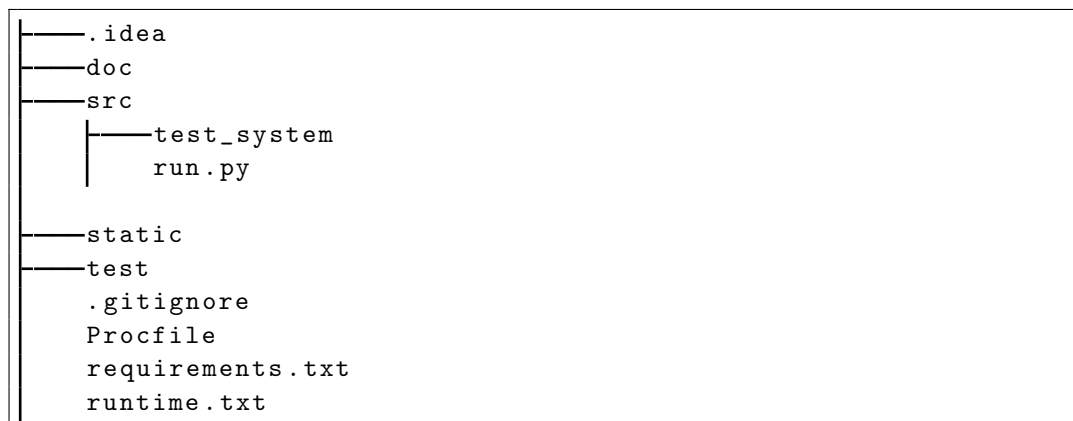 .idea
doc
src
test_system
run.py
static
test
.gitignore
Procfile
requirements.txt
runtime.txt